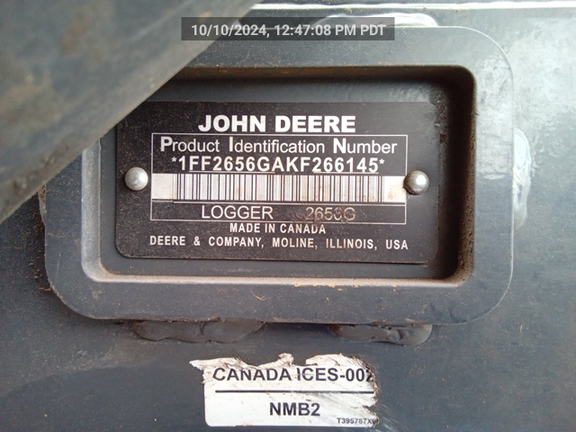 10/10/2024, 12:47:08 PM PDT
JOHN DEERE
Product Identification Number
*1FF2656GAKF266145*
LOGGER 2656G
MADE IN CANADA
DEERE & COMPANY, MOLINE, ILLINOIS, USA
CANADA ICES-002
NMB2